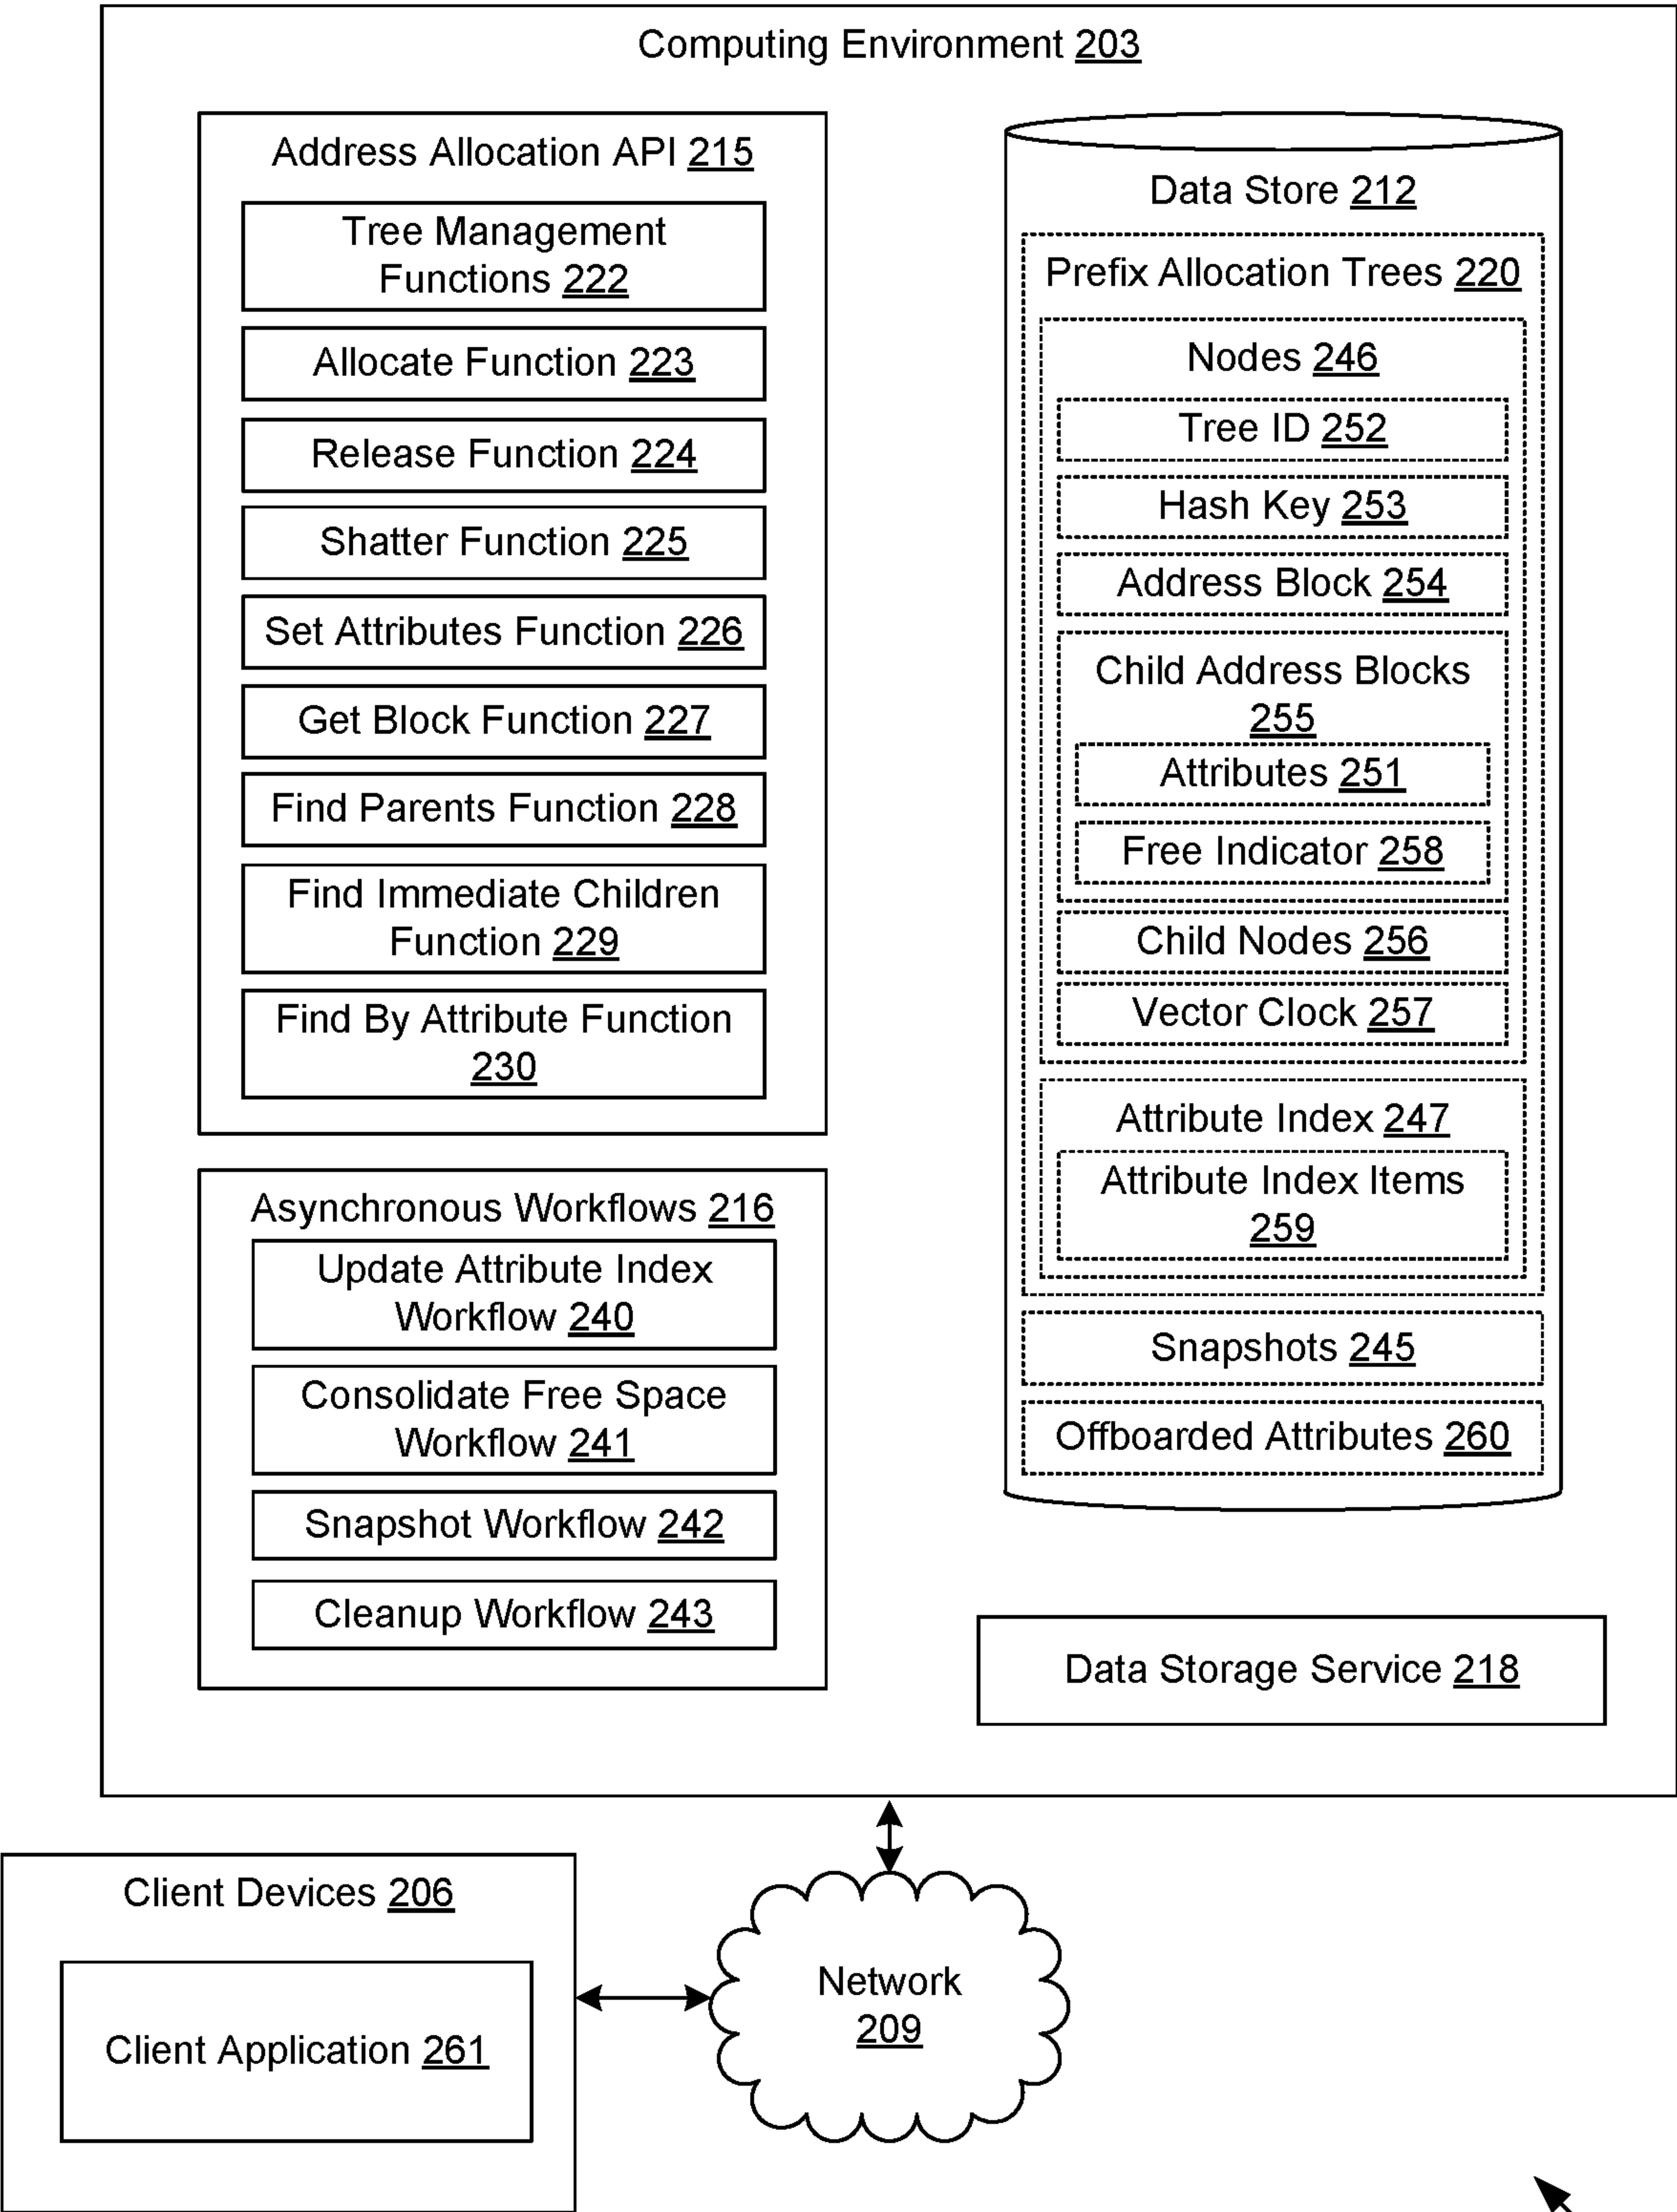 Computing Environment 203
Address Allocation API 215
Tree Management
Functions 222
Allocate Function 223
Release Function 224
Shatter Function 225
Set Attributes Function 226
Get Block Function 227
Find Parents Function 228
Find Immediate Children
Function 229
Find By Attribute Function
230
Asynchronous Workflows 216
Update Attribute Index
Workflow 240
Consolidate Free Space
Workflow 241
Snapshot Workflow 242
Cleanup Workflow 243
Data Store 212
Prefix Allocation Trees 220
Nodes 246
Tree ID 252
Hash Key 253
Address Block 254
Child Address Blocks
255
Attributes 251
Free Indicator 258
Child Nodes 256
Vector Clock 257
Attribute Index 247
Attribute Index Items
259
Snapshots 245
Offboarded Attributes 260
Data Storage Service 218
Client Devices 206
Client Application 261
Network
209